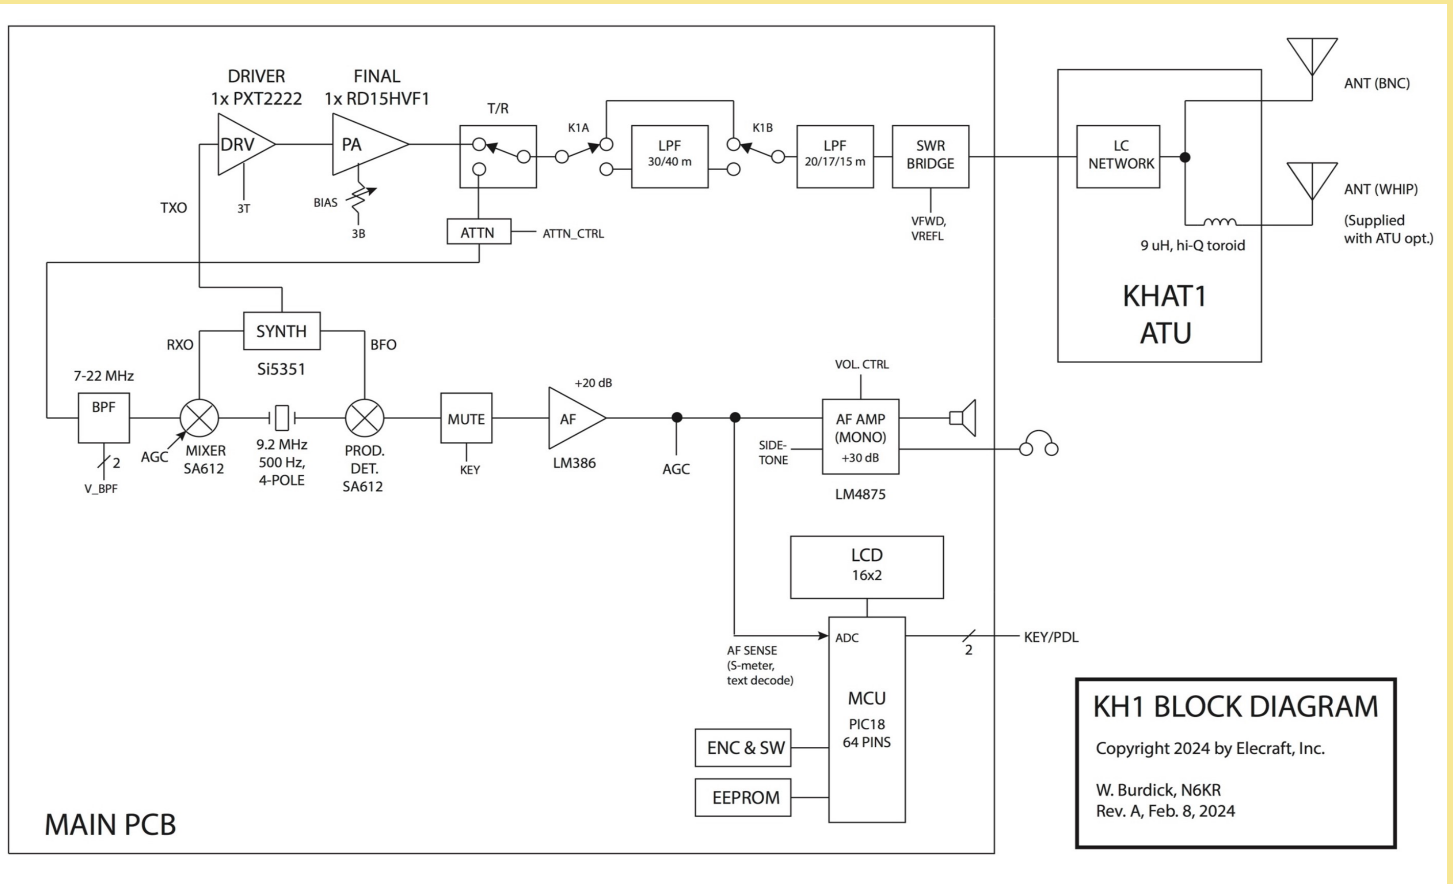 DRIVER
1x PXT2222
FINAL
1x RD15HVF1
T/R
K1A
K1B
DRV
PA
LPF
30/40 m
LPF
20/17/15 m
SWR
BRIDGE
LC
NETWORK
ANT (BNC)
ANT (WHIP)
(Supplied
with ATU opt.)
TXO
3T
BIAS
3B
ATTN
ATTN_CTRL
VFWD,
VREFL
9 uH, hi-Q toroid
KHAT1
ATU
SYNTH
RXO
BFO
Si5351
7-22 MHz
BPF
2
V_BPF
AGC
MIXER
SA612
9.2 MHz
500 Hz,
4-POLE
PROD.
DET.
SA612
MUTE
KEY
+20 dB
AF
LM386
AGC
VOL. CTRL
AF AMP
(MONO)
+30 dB
SIDE-
TONE
LM4875
LCD
16x2
ADC
AF SENSE
(S-meter,
text decode)
2
KEY/PDL
MCU
PIC18
64 PINS
ENC & SW
EEPROM
MAIN PCB
KH1 BLOCK DIAGRAM
Copyright 2024 by Elecraft, Inc.
W. Burdick, N6KR
Rev. A, Feb. 8, 2024